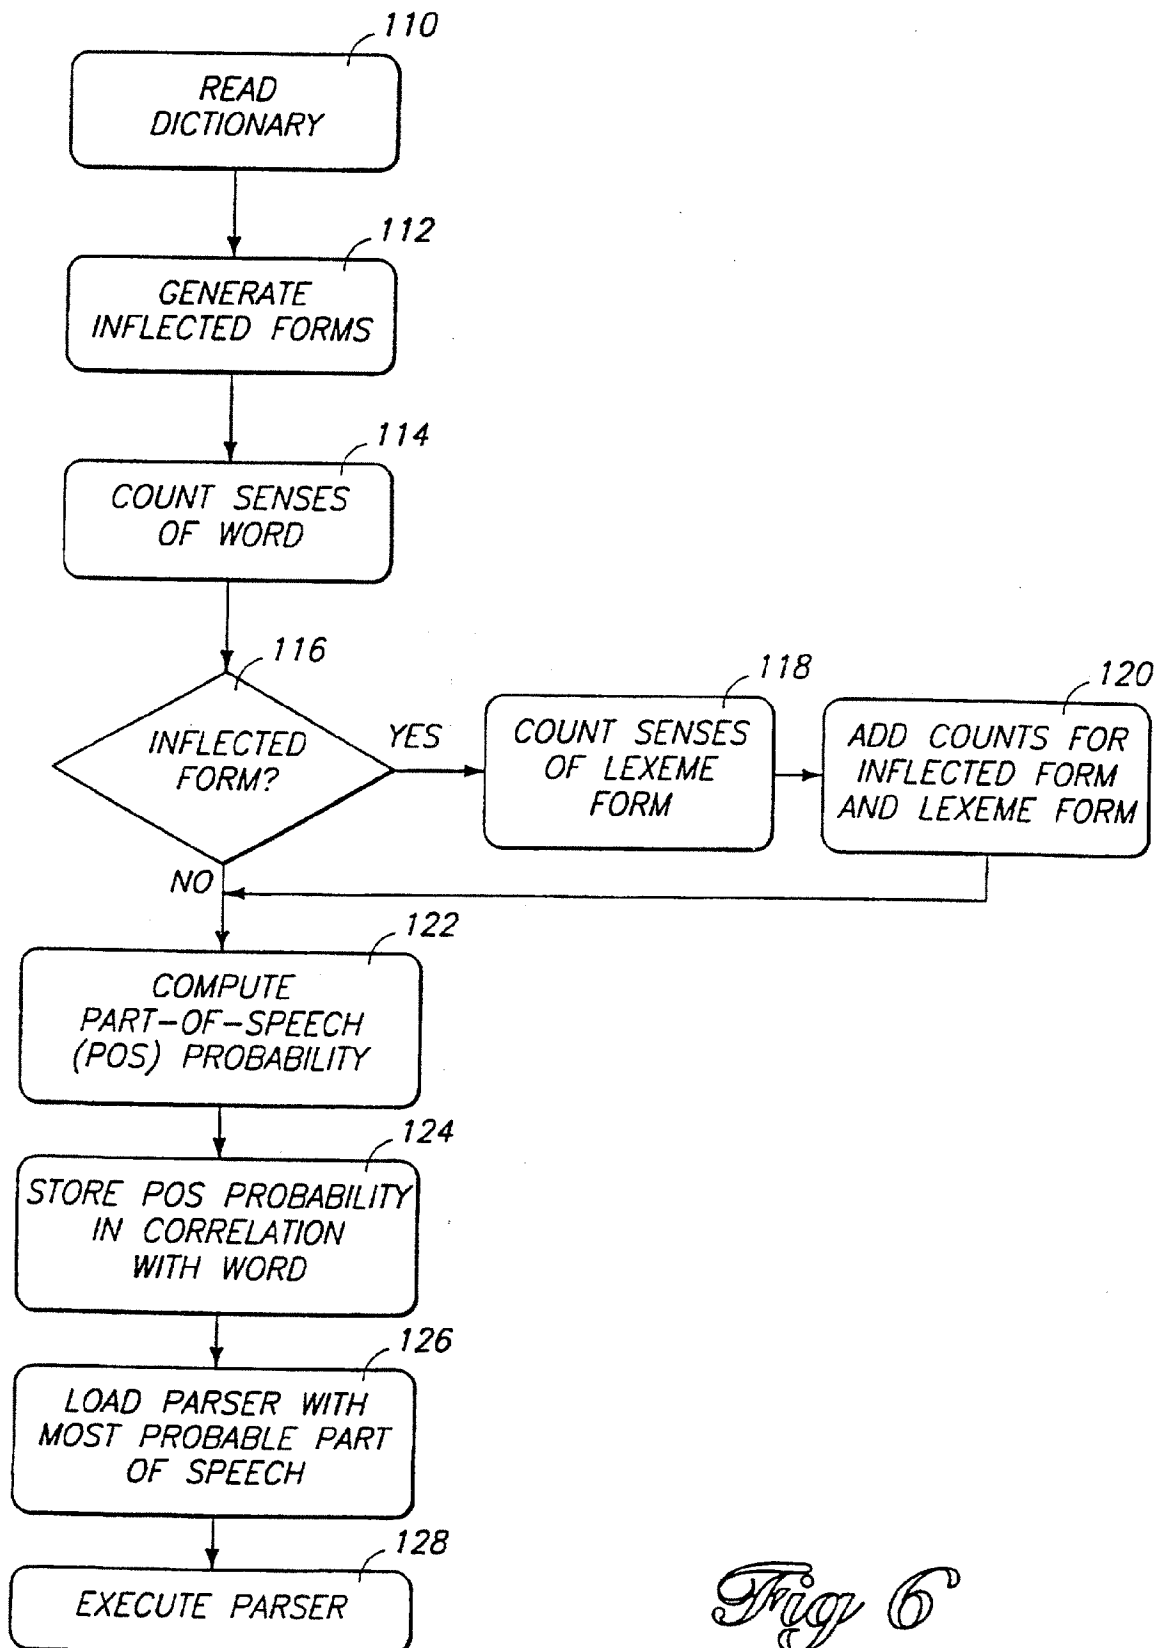 110
READ
DICTIONARY
112
GENERATE
INFLECTED FORMS
114
COUNT SENSES
OF WORD
116
INFLECTED
FORM?
YES
118
COUNT SENSES
OF LEXEME
FORM
120
ADD COUNTS FOR
INFLECTED FORM
AND LEXEME FORM
NO
122
COMPUTE
PART-OF-SPEECH
(POS) PROBABILITY
124
STORE POS PROBABILITY
IN CORRELATION
WITH WORD
126
LOAD PARSER WITH
MOST PROBABLE PART
OF SPEECH
128
EXECUTE PARSER
Fig 6